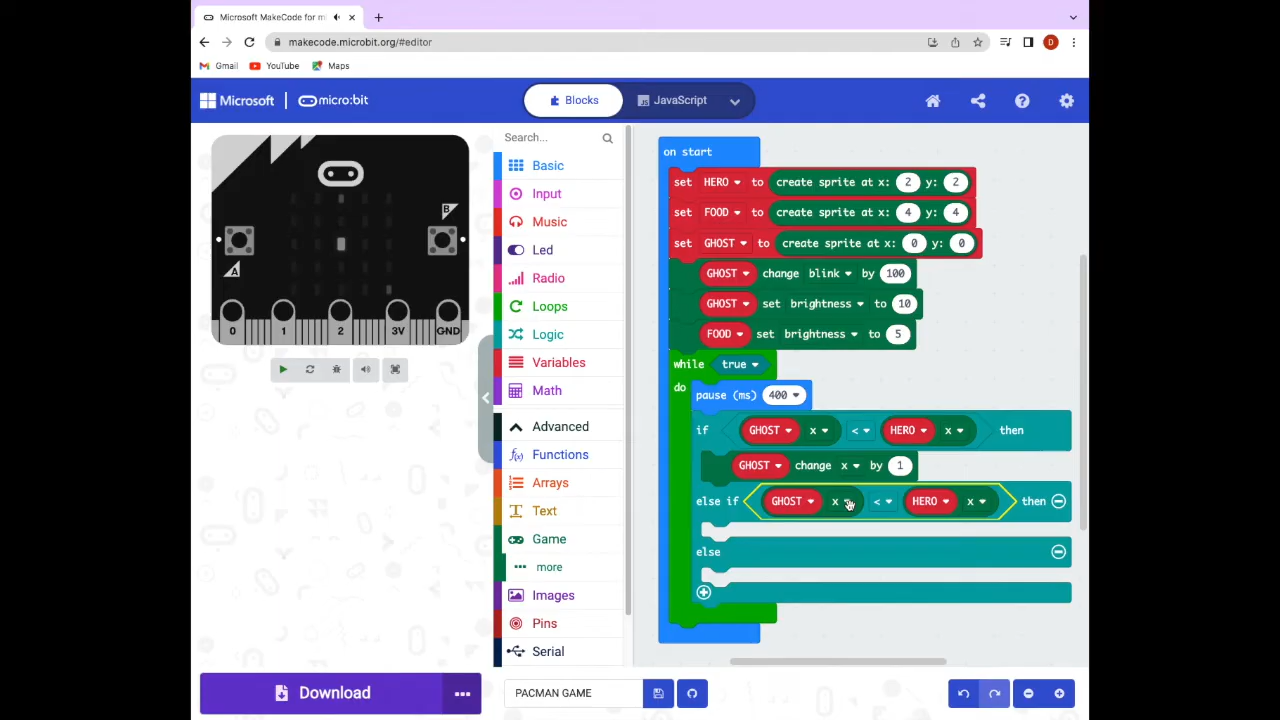 Microsoft MakeCode for mi
makecode.microbit.org/#editor
D
Gmail YouTube Maps
Microsoft micro:bit Blocks JavaScript
Search...
Basic
Input
Music
Led
Radio
Loops
Logic
Variables
Math
Advanced
Functions
Arrays
Text
Game
more
Images
Pins
Serial
A
B
0 1 2 3V GND
on start
set HERO to create sprite at x: 2 y: 2
set FOOD to create sprite at x: 4 y: 4
set GHOST to create sprite at x: 0 y: 0
GHOST change blink by 100
GHOST set brightness to 10
FOOD set brightness to 5
while true
do
pause (ms) 400
if GHOST x < HERO x then
GHOST change x by 1
else if GHOST x < HERO x then
else
Download
PACMAN GAME